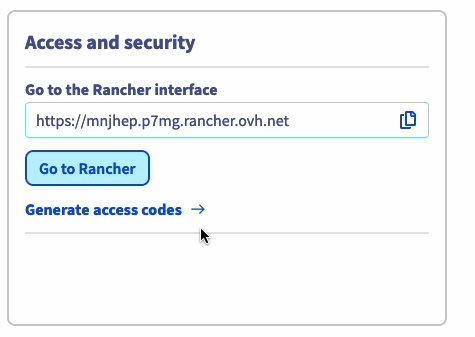 Access and security
Go to the Rancher interface
https://mnjhep.p7mg.rancher.ovh.net
Go to Rancher
Generate access codes →